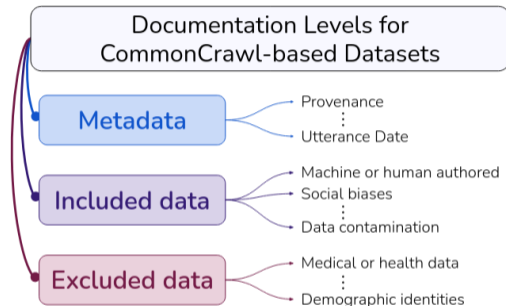 Documentation Levels for
CommonCrawl-based Datasets
Metadata
Provenance
Utterance Date
Included data
Machine or human authored
Social biases
Data contamination
Excluded data
Medical or health data
Demographic identities